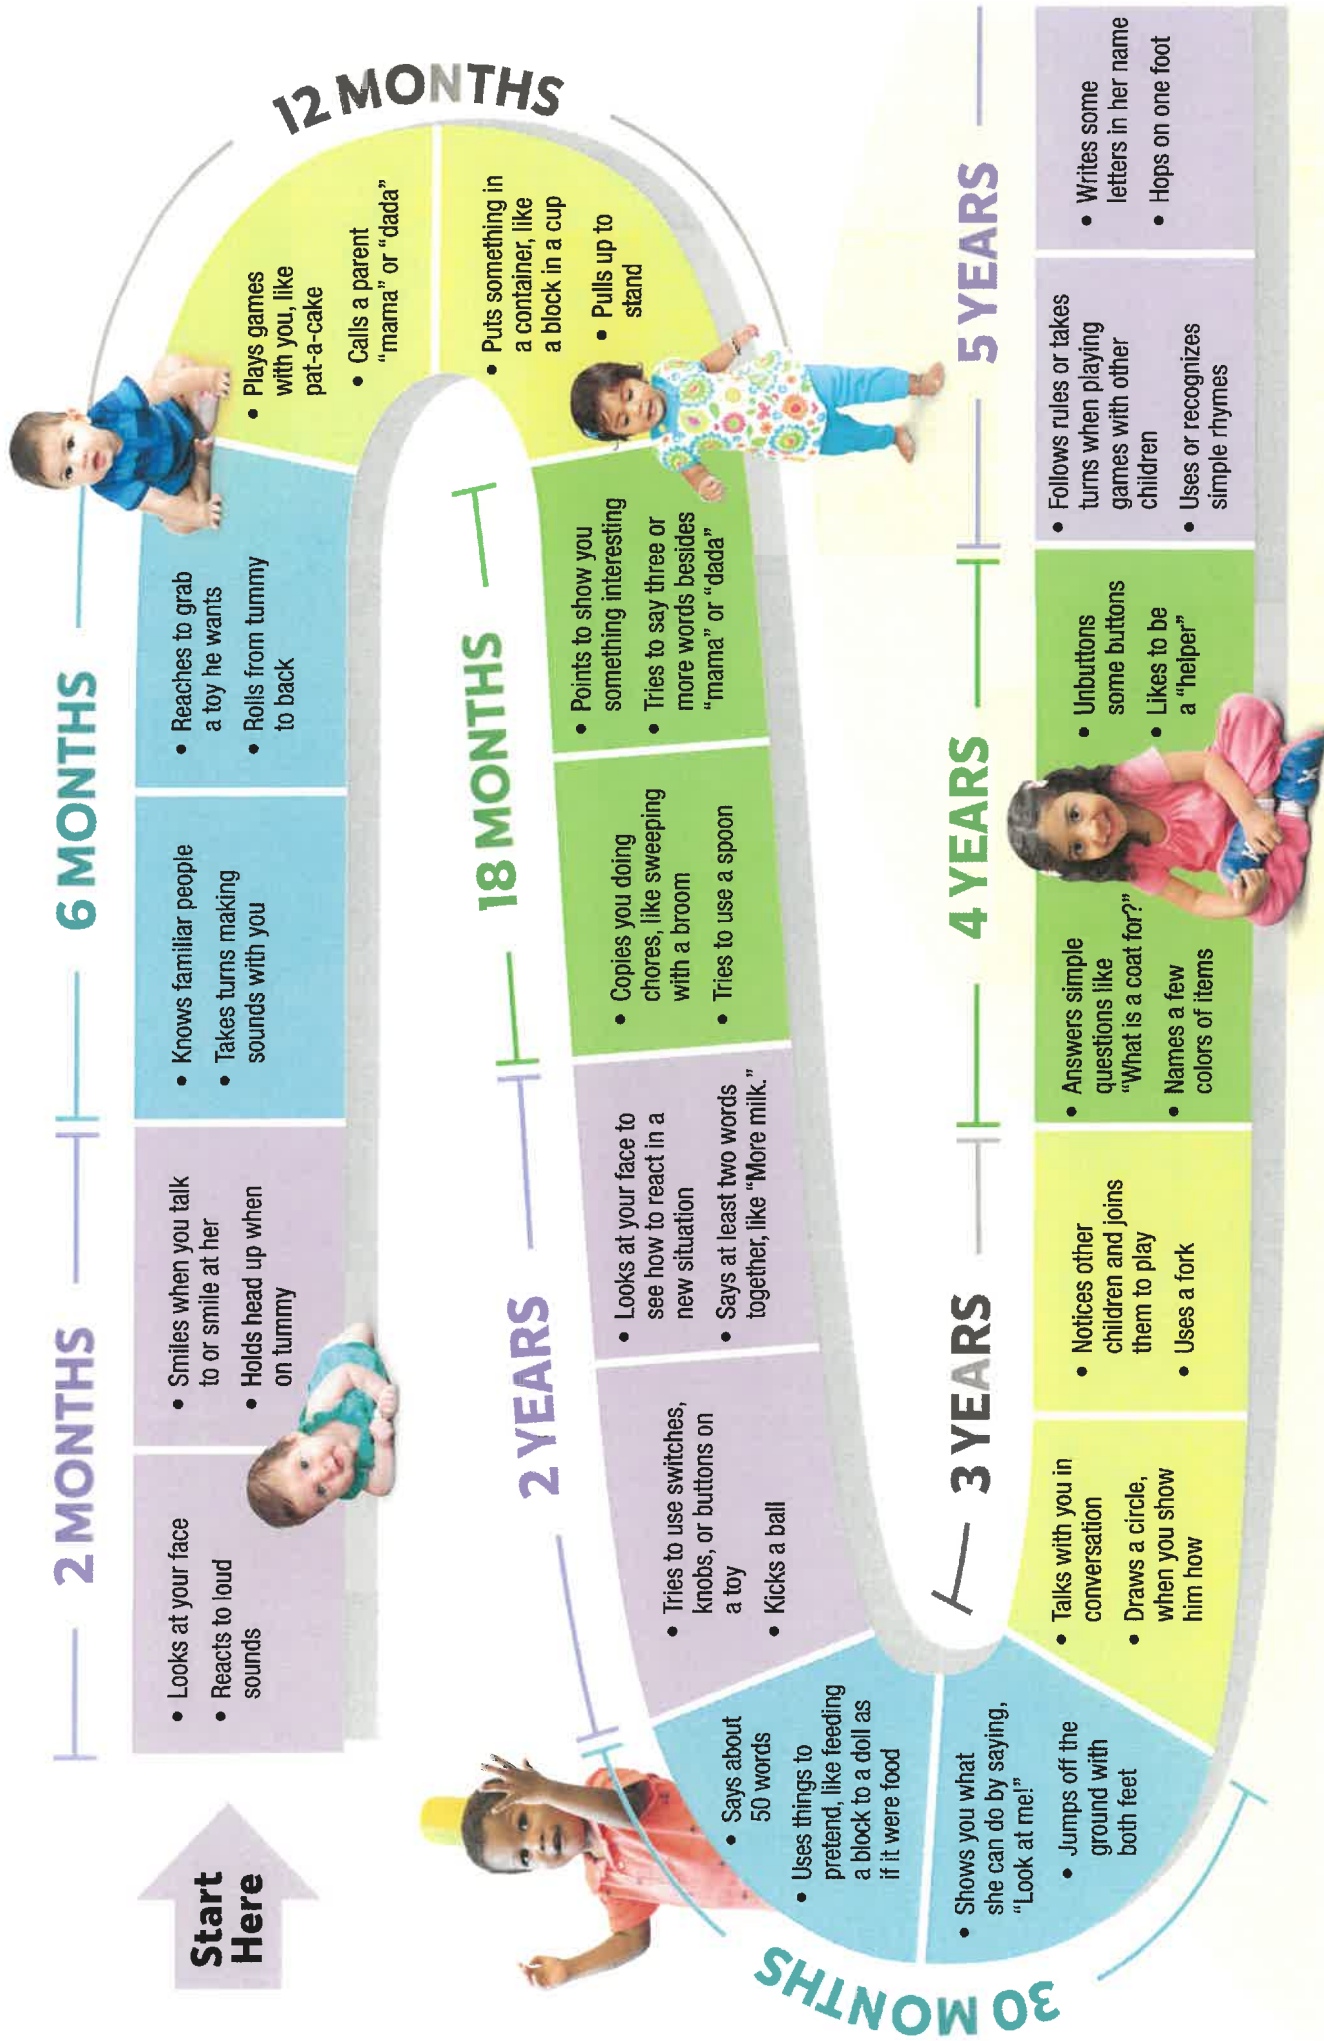 Start
Here
2 MONTHS
• Looks at your face
• Reacts to loud
sounds
• Smiles when you talk
to or smile at her
• Holds head up when
on tummy
6 MONTHS
• Knows familiar people
• Takes turns making
sounds with you
• Reaches to grab
a toy he wants
• Rolls from tummy
to back
12 MONTHS
• Plays games
with you, like
pat-a-cake
• Calls a parent
“mama” or “dada”
• Puts something in
a container, like
a block in a cup
• Pulls up to
stand
18 MONTHS
• Points to show you
something interesting
• Tries to say three or
more words besides
“mama” or “dada”
• Copies you doing
chores, like sweeping
with a broom
• Tries to use a spoon
2 YEARS
• Looks at your face to
see how to react in a
new situation
• Says at least two words
together, like “More milk.”
• Tries to use switches,
knobs, or buttons on
a toy
• Kicks a ball
30 MONTHS
• Says about
50 words
• Uses things to
pretend, like feeding
a block to a doll as
if it were food
• Shows you what
she can do by saying,
“Look at me!”
• Jumps off the
ground with
both feet
3 YEARS
• Talks with you in
conversation
• Draws a circle,
when you show
him how
• Notices other
children and joins
them to play
• Uses a fork
4 YEARS
• Answers simple
questions like
“What is a coat for?”
• Names a few
colors of items
• Unbuttons
some buttons
• Likes to be
a “helper”
5 YEARS
• Follows rules or takes
turns when playing
games with other
children
• Uses or recognizes
simple rhymes
• Writes some
letters in her name
• Hops on one foot